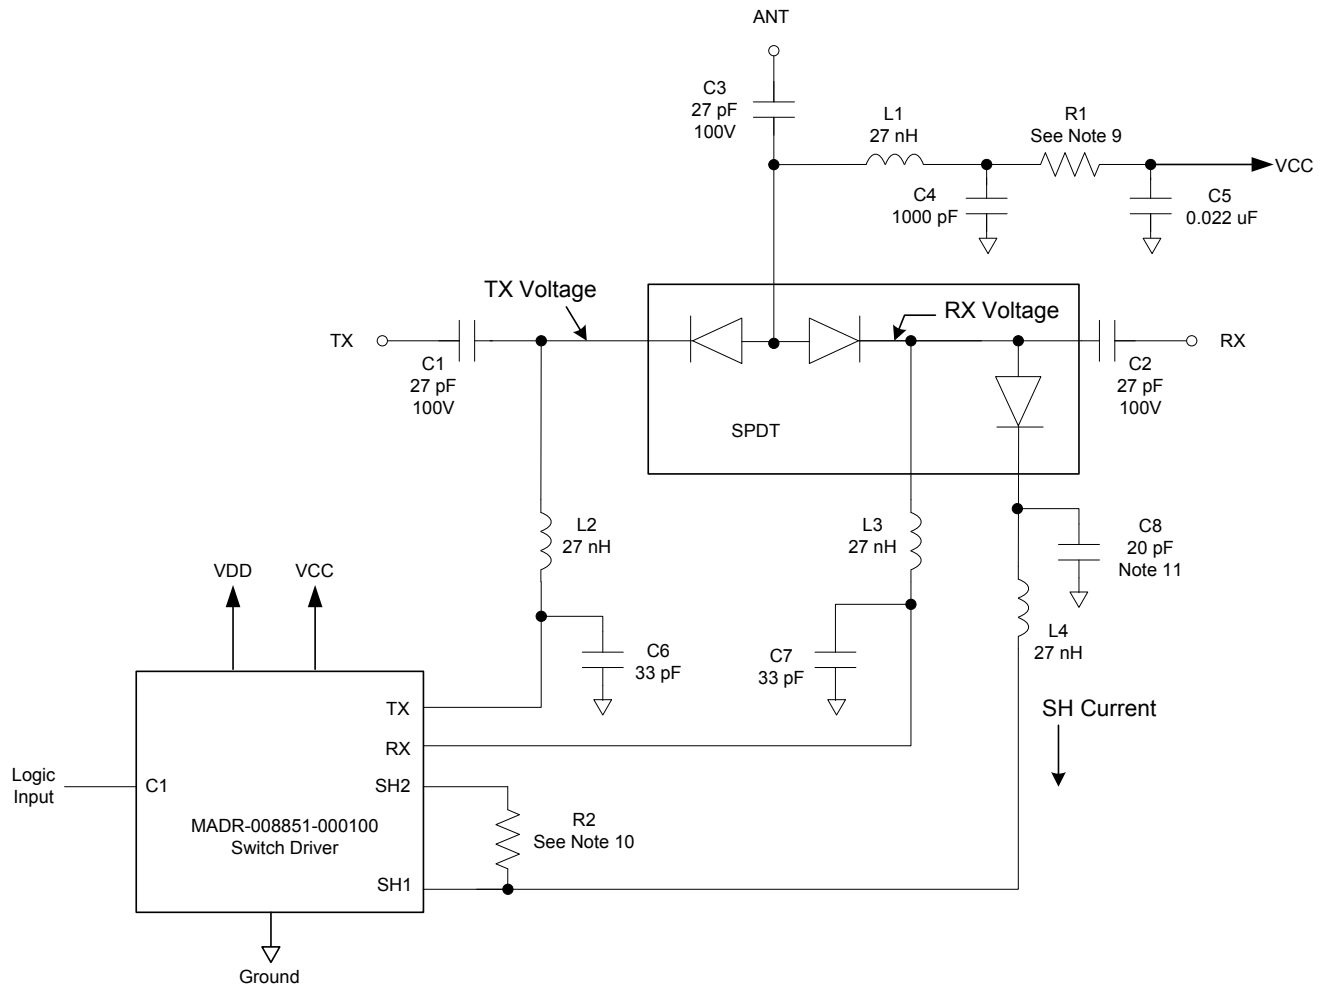 ANT
C3
27 pF
100V
L1
27 nH
R1
See Note 9
VCC
C4
1000 pF
C5
0.022 uF
TX Voltage
RX Voltage
TX
C1
27 pF
100V
C2
27 pF
100V
RX
SPDT
L2
27 nH
L3
27 nH
C8
20 pF
Note 11
VDD
VCC
C6
33 pF
C7
33 pF
L4
27 nH
SH Current
TX
RX
SH2
SH1
Logic
Input
C1
MADR-008851-000100
Switch Driver
R2
See Note 10
Ground